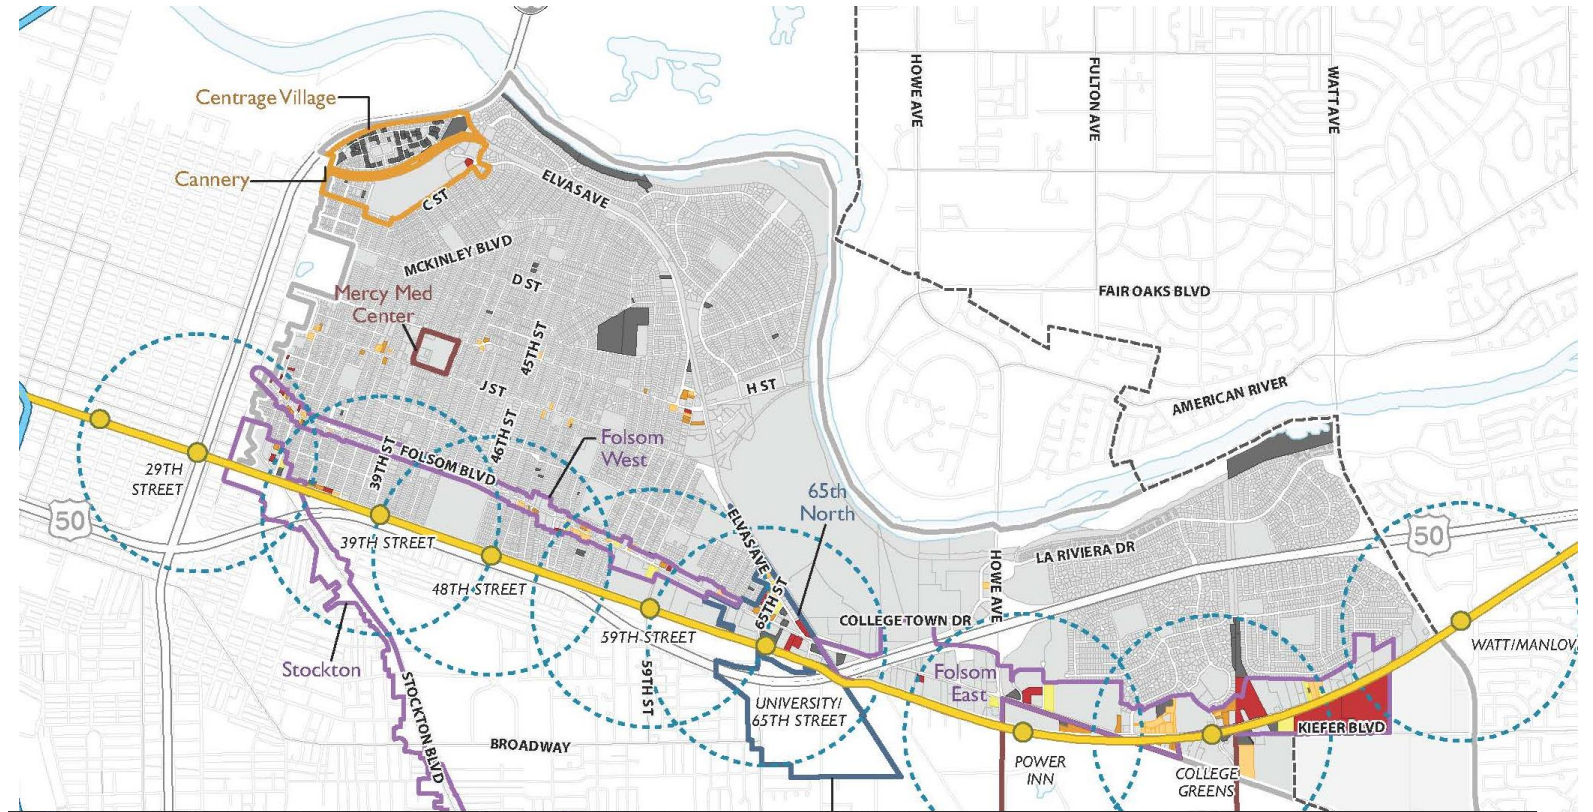 HOWE AVE
FULTON AVE
WATT AVE
Centrage Village
Cannery
C ST
ELVAS AVE
MCKINLEY BLVD
D ST
Mercy Med
Center
45TH ST
J ST
H ST
FAIR OAKS BLVD
AMERICAN RIVER
46TH ST
39TH ST
FOLSOM BLVD
Folsom
West
29TH
STREET
50
39TH STREET
48TH STREET
65th
North
ELVAS AVE
65TH ST
50
LA RIVIERA DR
HOWE AVE
COLLEGE TOWN DR
59TH STREET
59TH ST
Stockton
STOCKTON BLVD
UNIVERSITY/
65TH STREET
Folsom
East
WATT/MANLOV
KIEFER BLVD
BROADWAY
POWER
INN
COLLEGE
GREENS